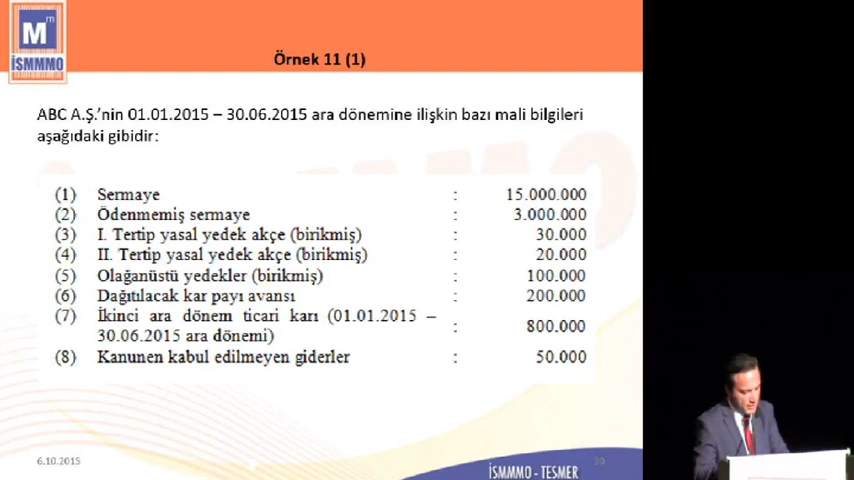 Mm
İSMMMO
Örnek 11 (1)
ABC A.Ş.'nin 01.01.2015 – 30.06.2015 ara dönemine ilişkin bazı mali bilgileri
aşağıdaki gibidir:
(1) Sermaye : 15.000.000
(2) Ödenmemiş sermaye : 3.000.000
(3) I. Tertip yasal yedek akçe (birikmiş) : 30.000
(4) II. Tertip yasal yedek akçe (birikmiş) : 20.000
(5) Olağanüstü yedekler (birikmiş) : 100.000
(6) Dağıtılacak kar payı avansı : 200.000
(7) İkinci ara dönem ticari karı (01.01.2015 –
30.06.2015 ara dönemi) : 800.000
(8) Kanunen kabul edilmeyen giderler : 50.000
6.10.2015
İSMMMO - TESMER
30